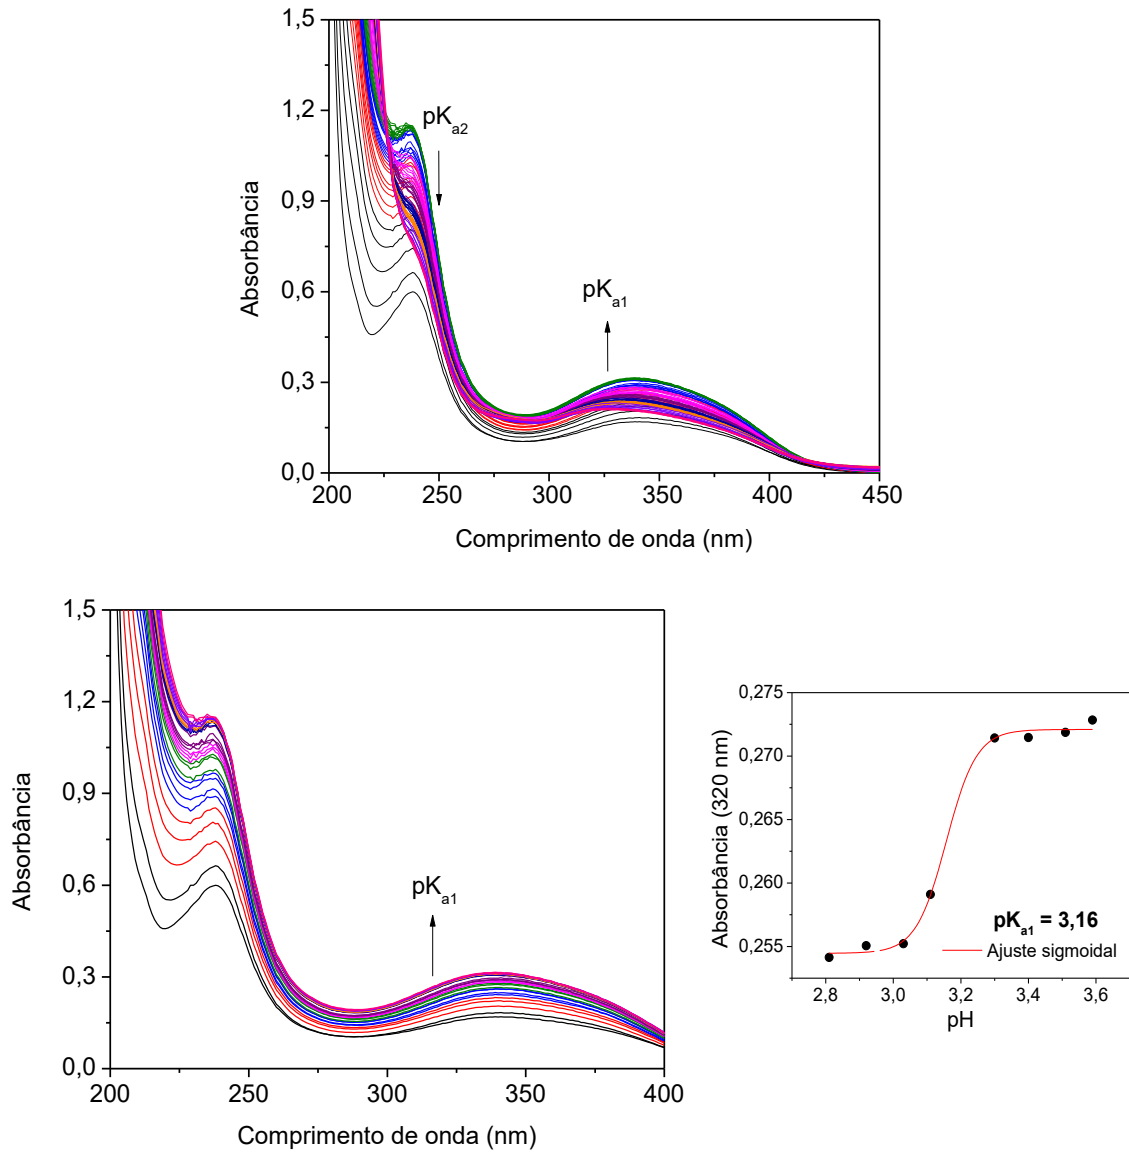 1,5
1,2
0,9
0,6
0,3
0,0
Absorbância
pKa2
pKa1
200 250 300 350 400 450
Comprimento de onda (nm)
1,5
1,2
0,9
0,6
0,3
0,0
Absorbância
pKa1
200 250 300 350 400
Comprimento de onda (nm)
0,275
0,270
0,265
0,260
0,255
Absorbância (320 nm)
pKa1 = 3,16
Ajuste sigmoidal
2,8 3,0 3,2 3,4 3,6
pH